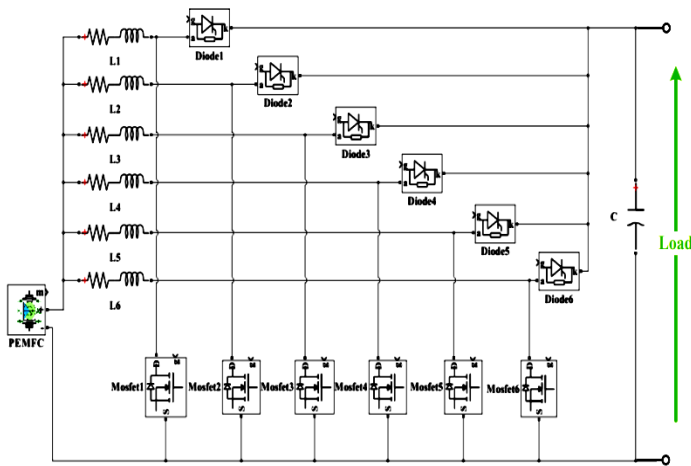 g
a
k
Diode1
L1
g
a
k
Diode2
L2
g
a
k
Diode3
L3
g
a
k
Diode4
L4
g
a
k
Diode5
L5
g
a
k
Diode6
L6
C
Load
m
+
-
PEMFC
D
g
S
Mosfet1
D
g
S
Mosfet2
D
g
S
Mosfet3
D
g
S
Mosfet4
D
g
S
Mosfet5
D
g
S
Mosfet6